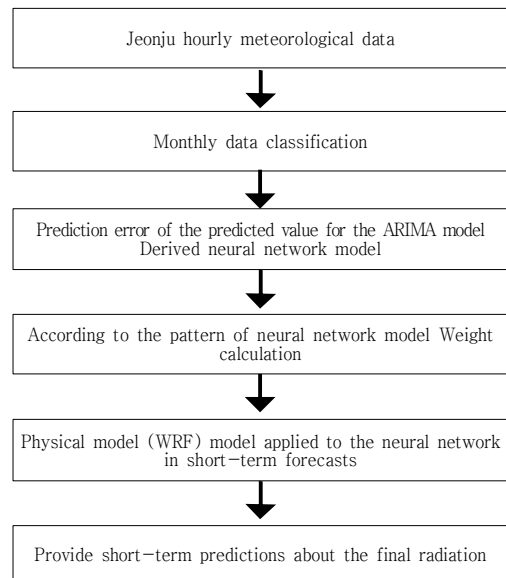 Jeonju hourly meteorological data
Monthly data classification
Prediction error of the predicted value for the ARIMA model
Derived neural network model
According to the pattern of neural network model Weight
calculation
Physical model (WRF) model applied to the neural network
in short-term forecasts
Provide short-term predictions about the final radiation